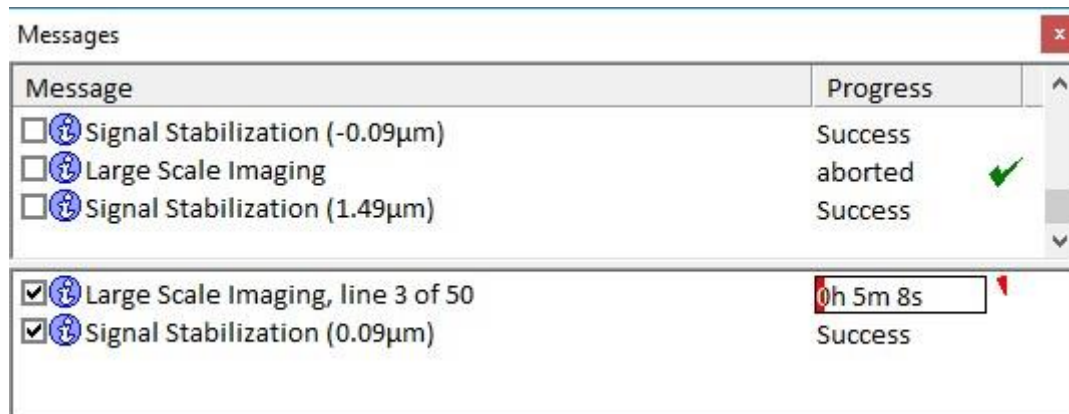 Messages x
Message Progress
Signal Stabilization (-0.09µm) Success
Large Scale Imaging aborted
Signal Stabilization (1.49µm) Success
Large Scale Imaging, line 3 of 50 0h 5m 8s
Signal Stabilization (0.09µm) Success